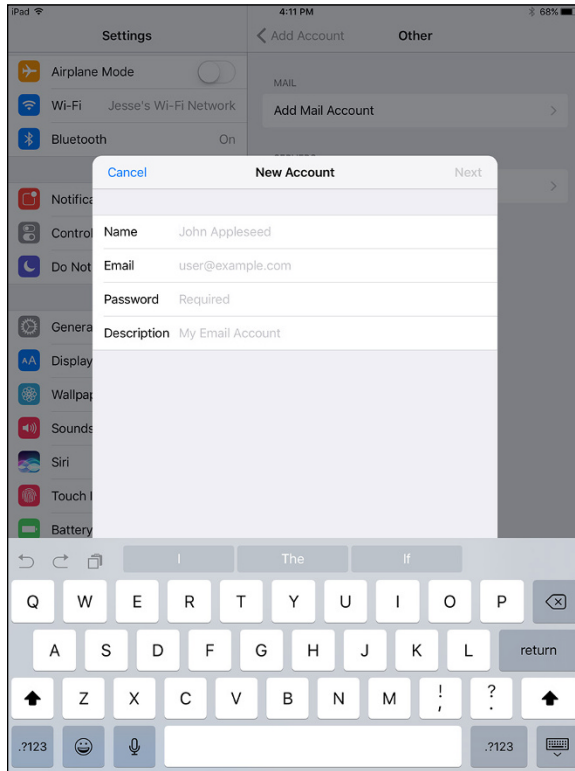 iPad 4:11 PM 68%
Settings
Add Account Other
Airplane Mode
Wi-Fi Jesse's Wi-Fi Network
Bluetooth On
MAIL
Add Mail Account
Cancel New Account Next
Notifica
Control
Do Not
Name John Appleseed
Email user@example.com
Password Required
Description My Email Account
Genera
AA Display
Wallpap
Sounds
Siri
Touch I
Battery
I The If
Q W E R T Y U I O P
A S D F G H J K L return
Z X C V B N M ! , ? .
.?123 .?123